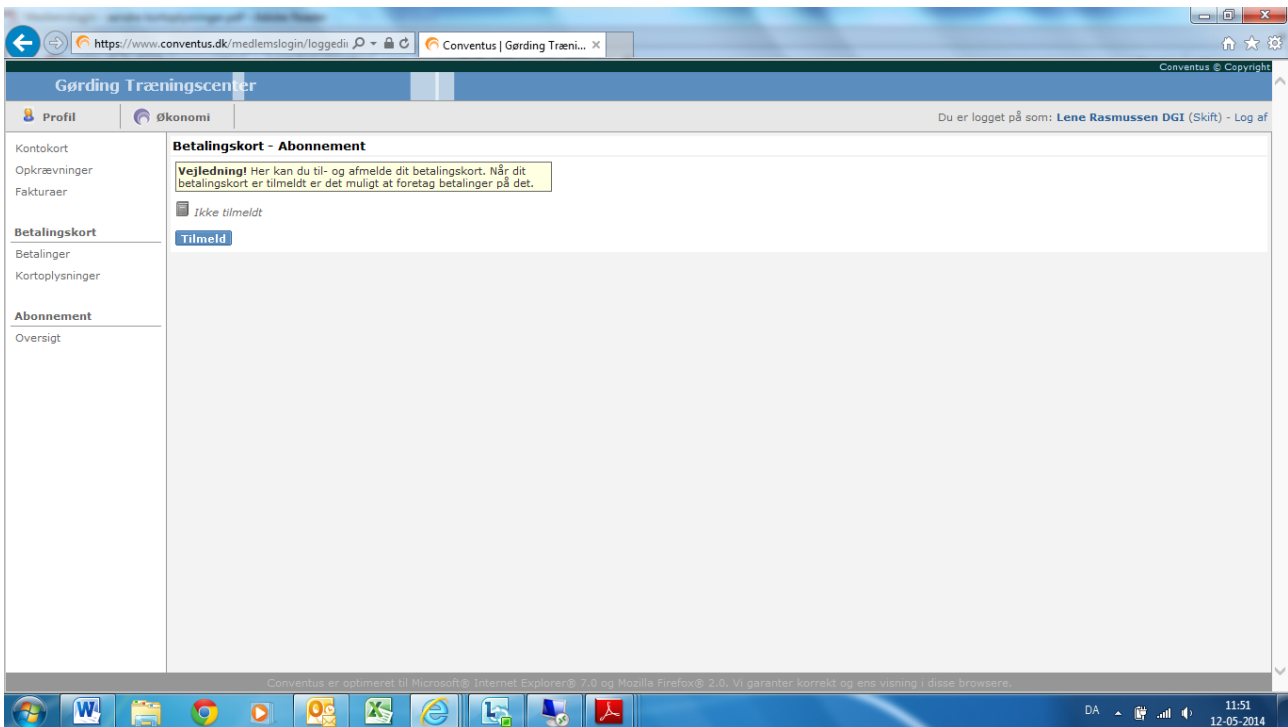 https://www.conventus.dk/medlemslogin/loggedi
Conventus | Gørding Træni...
Conventus © Copyright
Gørding Træningscenter
Profil
Økonomi
Du er logget på som: Lene Rasmussen DGI (Skift) - Log af
Kontokort
Opkrævninger
Fakturaer
Betalingskort
Betalinger
Kortoplysninger
Abonnement
Oversigt
Betalingskort - Abonnement
Vejledning! Her kan du til- og afmelde dit betalingskort. Når dit
betalingskort er tilmeldt er det muligt at foretag betalinger på det.
Ikke tilmeldt
Tilmeld
Conventus er optimeret til Microsoft® Internet Explorer® 7.0 og Mozilla Firefox® 2.0. Vi garanter korrekt og ens visning i disse browsere.
DA
11:51
12-05-2014